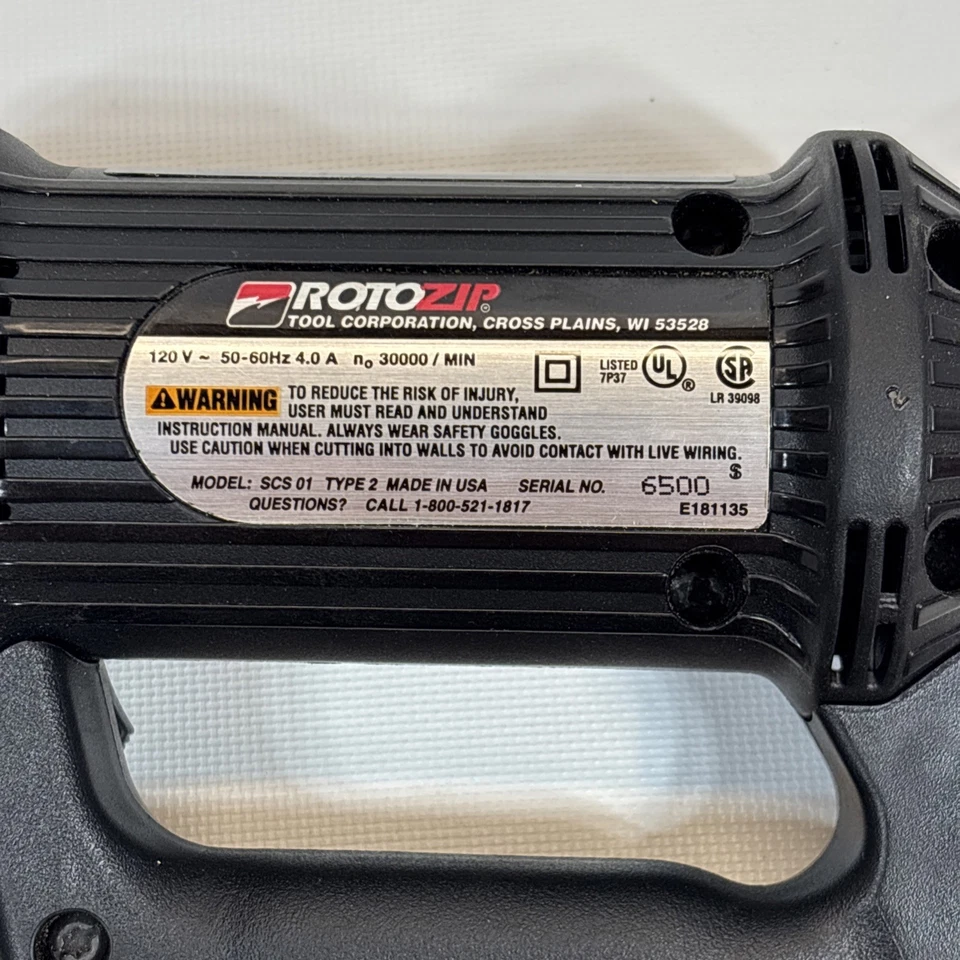 ROTOZIP®
TOOL CORPORATION, CROSS PLAINS, WI 53528
120 V ~ 50-60Hz 4.0 A n₀ 30000 / MIN
LISTED
7P37
UL®
SP
LR 39098
WARNING
TO REDUCE THE RISK OF INJURY,
USER MUST READ AND UNDERSTAND
INSTRUCTION MANUAL. ALWAYS WEAR SAFETY GOGGLES.
USE CAUTION WHEN CUTTING INTO WALLS TO AVOID CONTACT WITH LIVE WIRING.
MODEL: SCS 01 TYPE 2 MADE IN USA SERIAL NO. 6500
QUESTIONS? CALL 1-800-521-1817
E181135